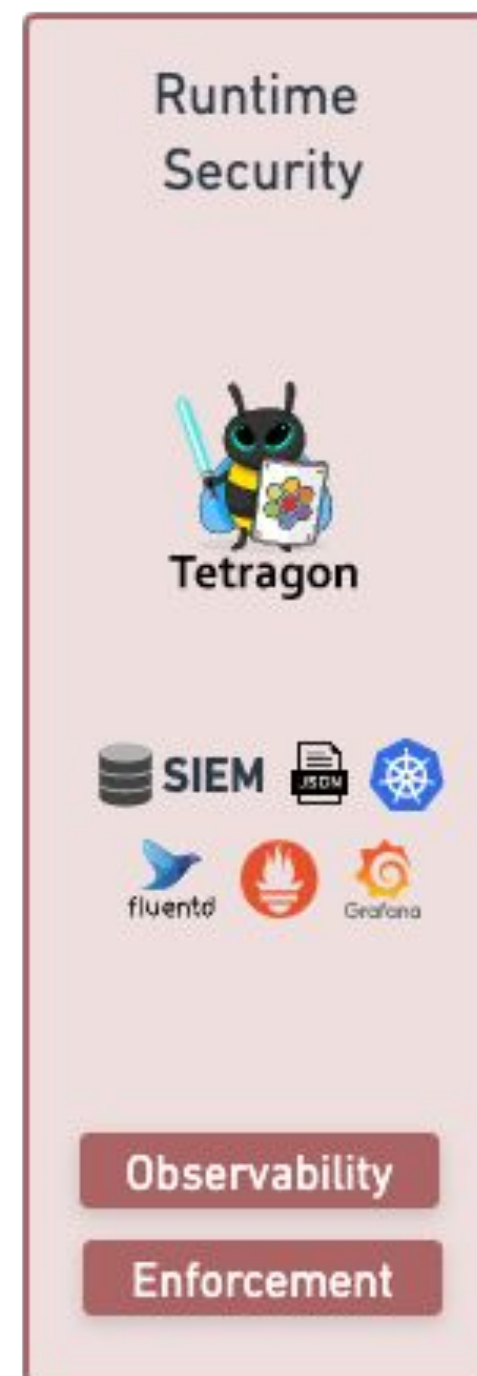 Runtime
Security
Tetragon
SIEM JSON
fluentd Grafana
Observability
Enforcement